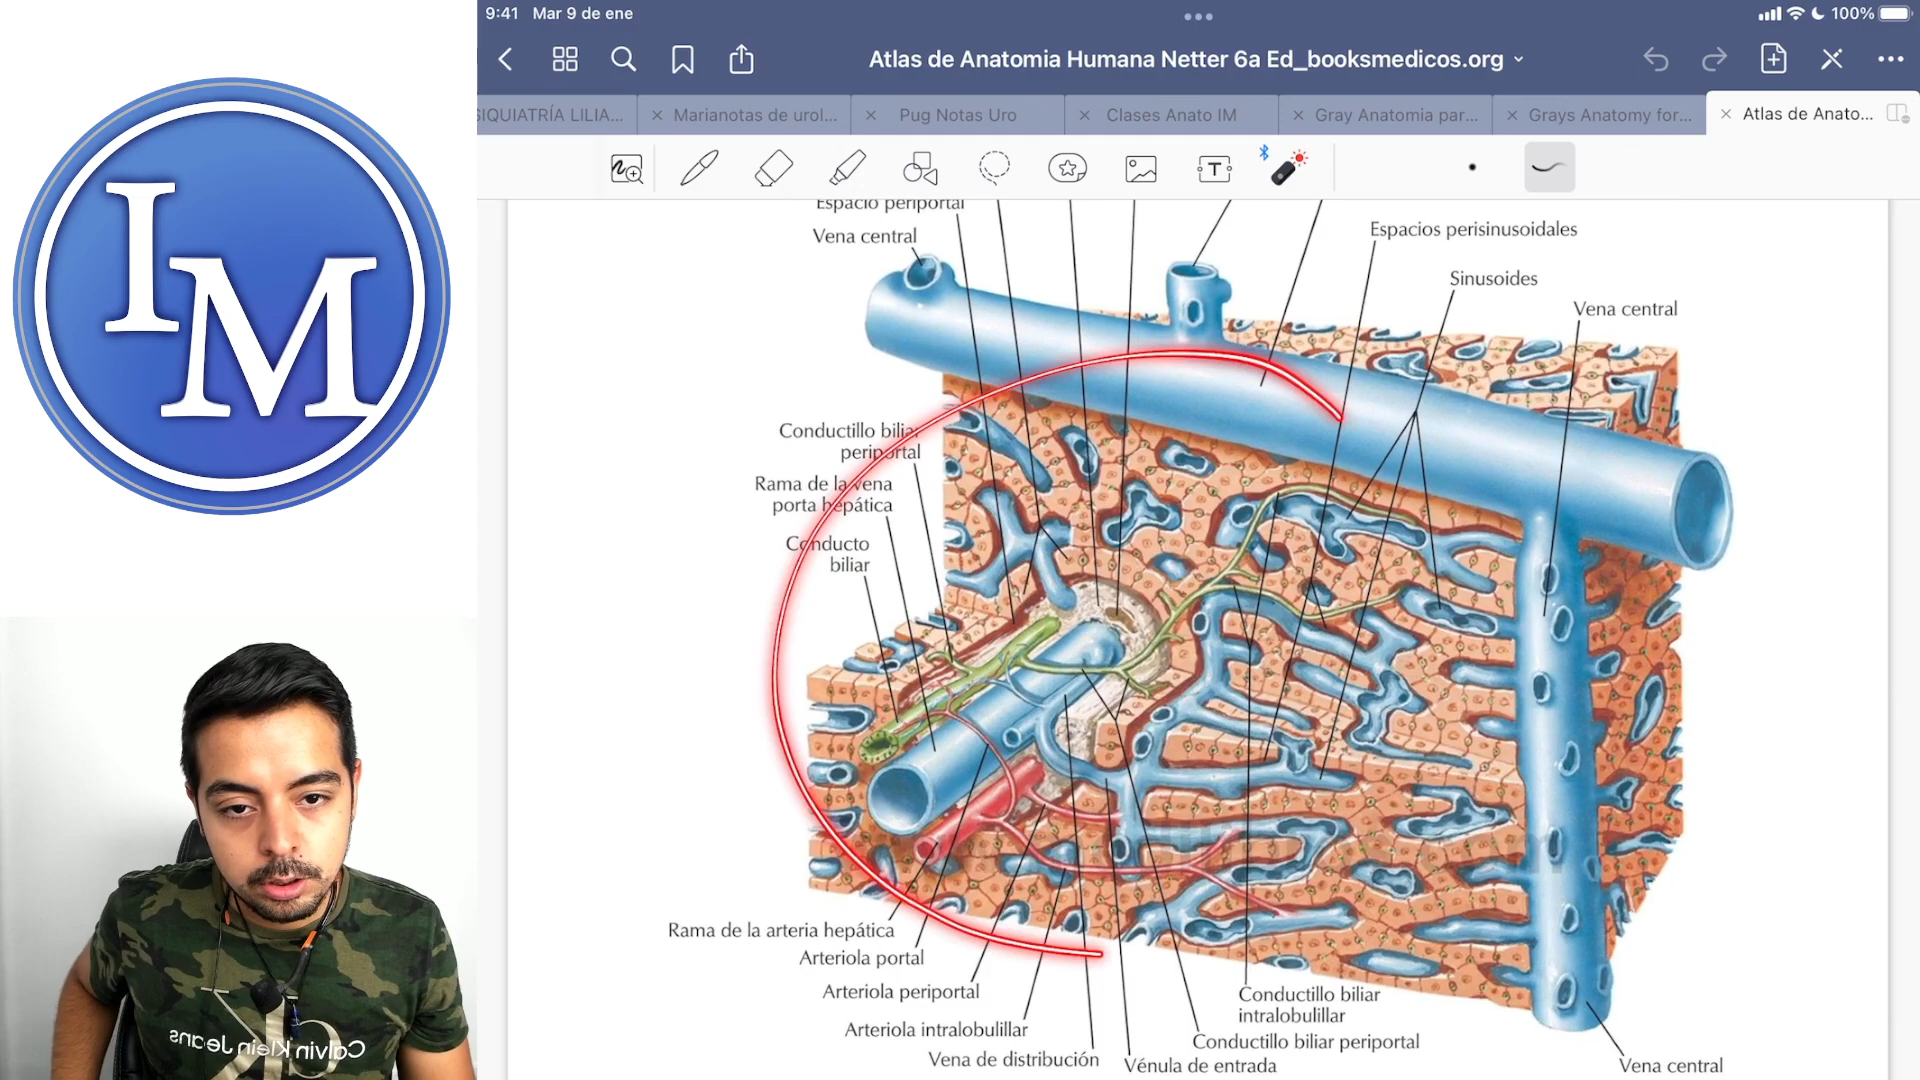 IM
9:41 Mar 9 de ene
100%
Atlas de Anatomia Humana Netter 6a Ed_booksmedicos.org
SIQUIATRÍA LILIA...
Marianotas de urol...
Pug Notas Uro
Clases Anato IM
Gray Anatomia par...
Grays Anatomy for...
Atlas de Anato...
T
Espacio periportal
Vena central
Espacios perisinusoidales
Sinusoides
Vena central
Conductillo biliar
periportal
Rama de la vena
porta hepática
Conducto
biliar
Rama de la arteria hepática
Arteriola portal
Arteriola periportal
Arteriola intralobulillar
Vena de distribución
Vénula de entrada
Conductillo biliar periportal
Conductillo biliar
intralobulillar
Vena central
Calvin Klein Jeans